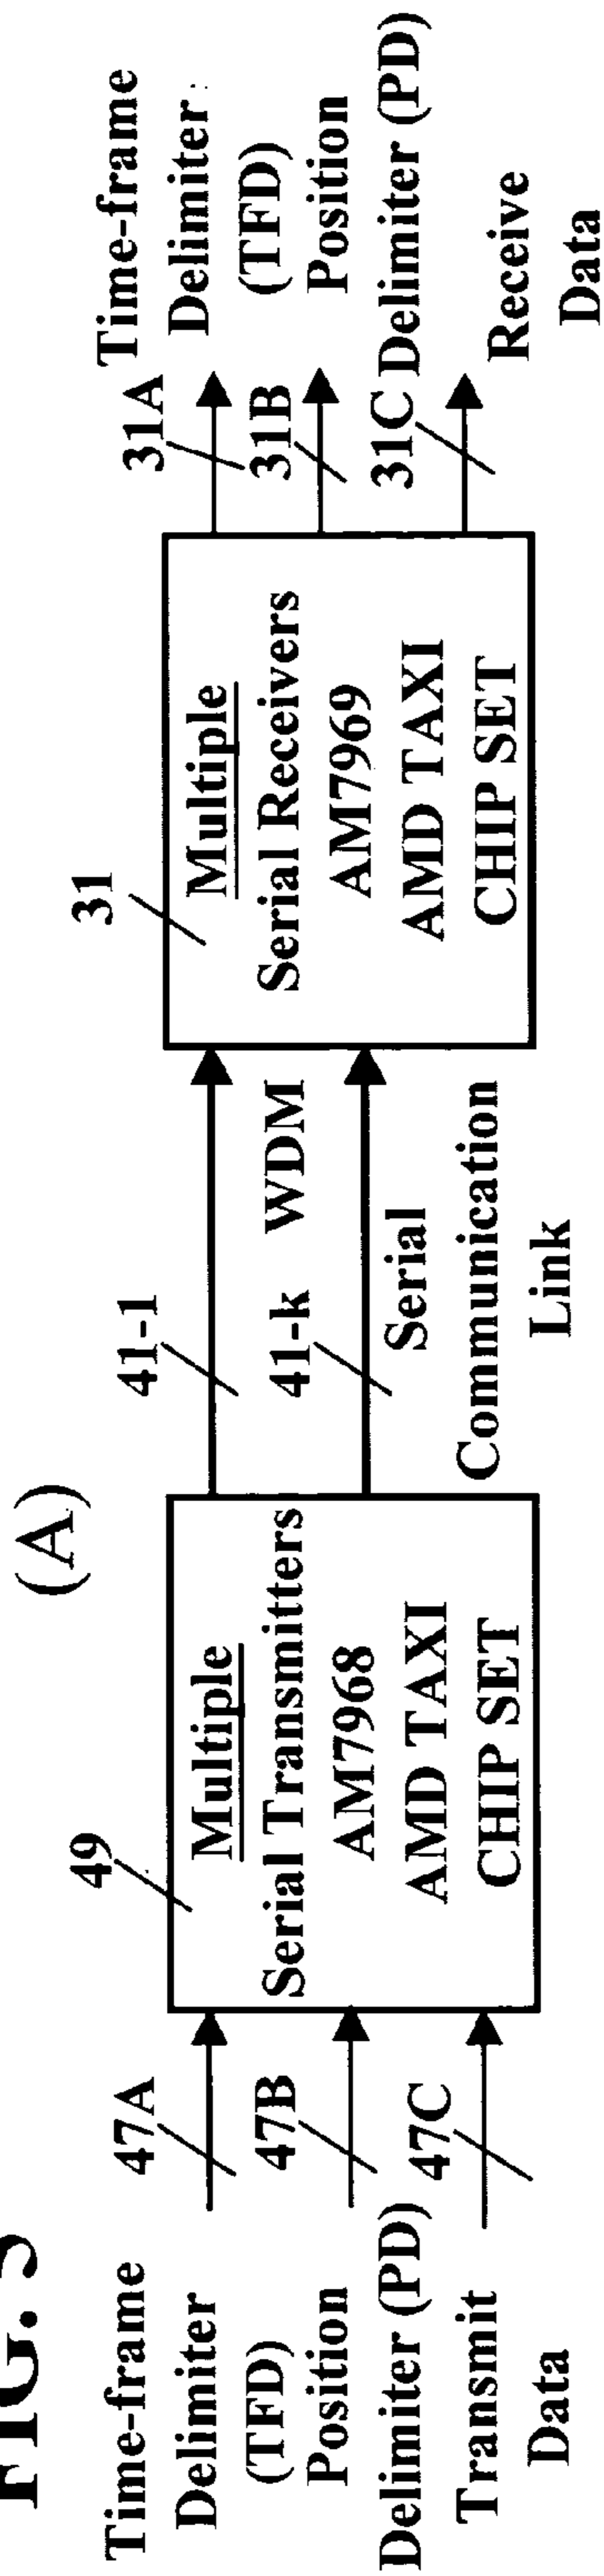 (A)
Time-frame
Delimiter
(TFD)
Position
Delimiter (PD)
Transmit
Data
47A
47B
47C
49
Multiple
Serial Transmitters
AM7968
AMD TAXI
CHIP SET
41-1
WDM
41-k
Serial
Communication
Link
31
Multiple
Serial Receivers
AM7969
AMD TAXI
CHIP SET
31A
31B
31C
Time-frame
Delimiter
(TFD)
Position
Delimiter (PD)
Receive
Data